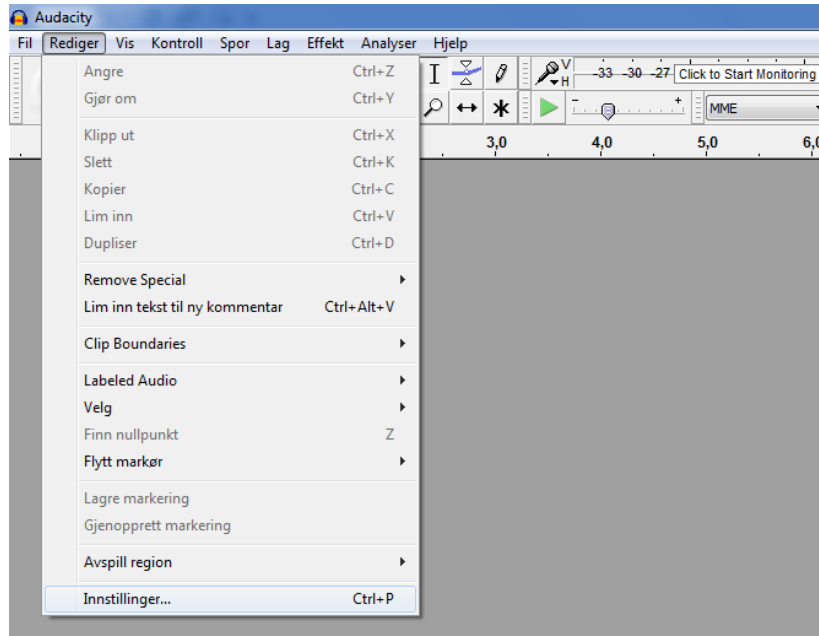 Audacity
Fil Rediger Vis Kontroll Spor Lag Effekt Analyser Hjelp
V
H
-33 -30 -27 Click to Start Monitoring
- + MME
3,0 4,0 5,0 6,0
Angre Ctrl+Z
Gjør om Ctrl+Y
Klipp ut Ctrl+X
Slett Ctrl+K
Kopier Ctrl+C
Lim inn Ctrl+V
Dupliser Ctrl+D
Remove Special
Lim inn tekst til ny kommentar Ctrl+Alt+V
Clip Boundaries
Labeled Audio
Velg
Finn nullpunkt Z
Flytt markør
Lagre markering
Gjenopprett markering
Avspill region
Innstillinger... Ctrl+P